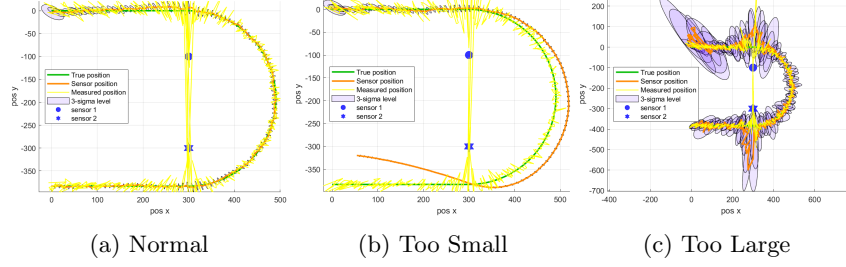 0
-50
-100
-150
-200
-250
-300
-350
pos y
True position
Sensor position
Measured position
3-sigma level
sensor 1
sensor 2
0 100 200 300 400 500
pos x
0
-50
-100
-150
-200
-250
-300
-350
pos y
True position
Sensor position
Measured position
3-sigma level
sensor 1
sensor 2
0 100 200 300 400 500
pos x
200
100
0
-100
-200
-300
-400
-500
-600
-700
pos y
True position
Sensor position
Measured position
3-sigma level
sensor 1
sensor 2
-400 -200 0 200 400 600
pos x
(a) Normal (b) Too Small (c) Too Large